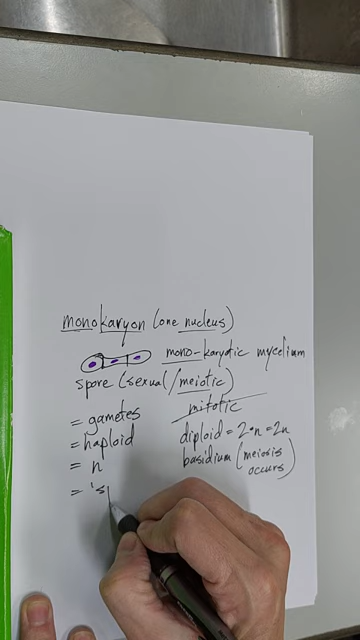 monokaryon (one nucleus)
mono-karyotic mycelium
spore (sexual/meiotic)
mitotic
= gametes
= haploid
= n
= 's
diploid = 2·n = 2n
basidium (meiosis
occurs)